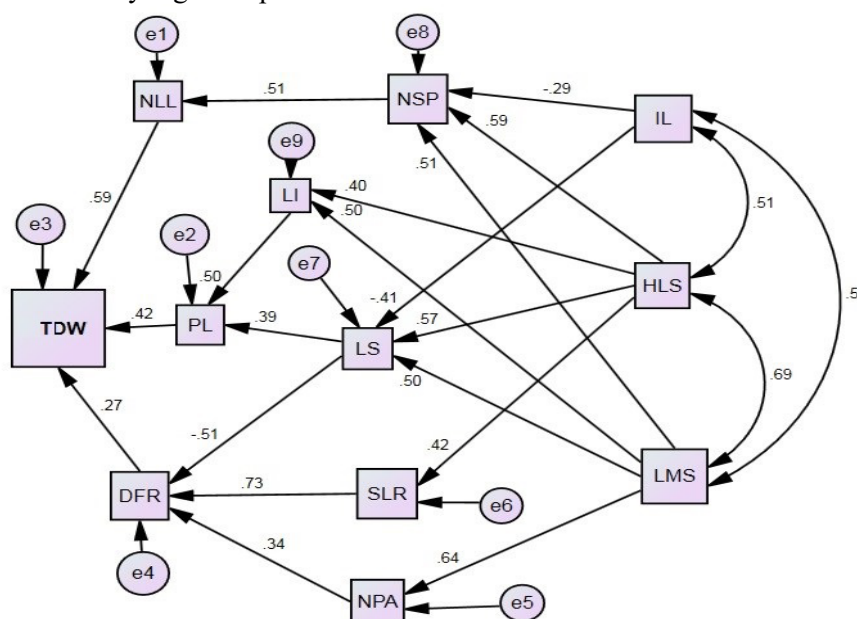 e1
e8
NLL
.51
NSP
-.29
IL
.59
e9
.51
LI
.40
.50
.51
.59
e3
e2
e7
.50
HLS
.5
TDW
.42
PL
.39
LS
-.41
.57
.50
.69
.27
-.51
.42
DFR
.73
SLR
e6
LMS
.34
.64
e4
NPA
e5